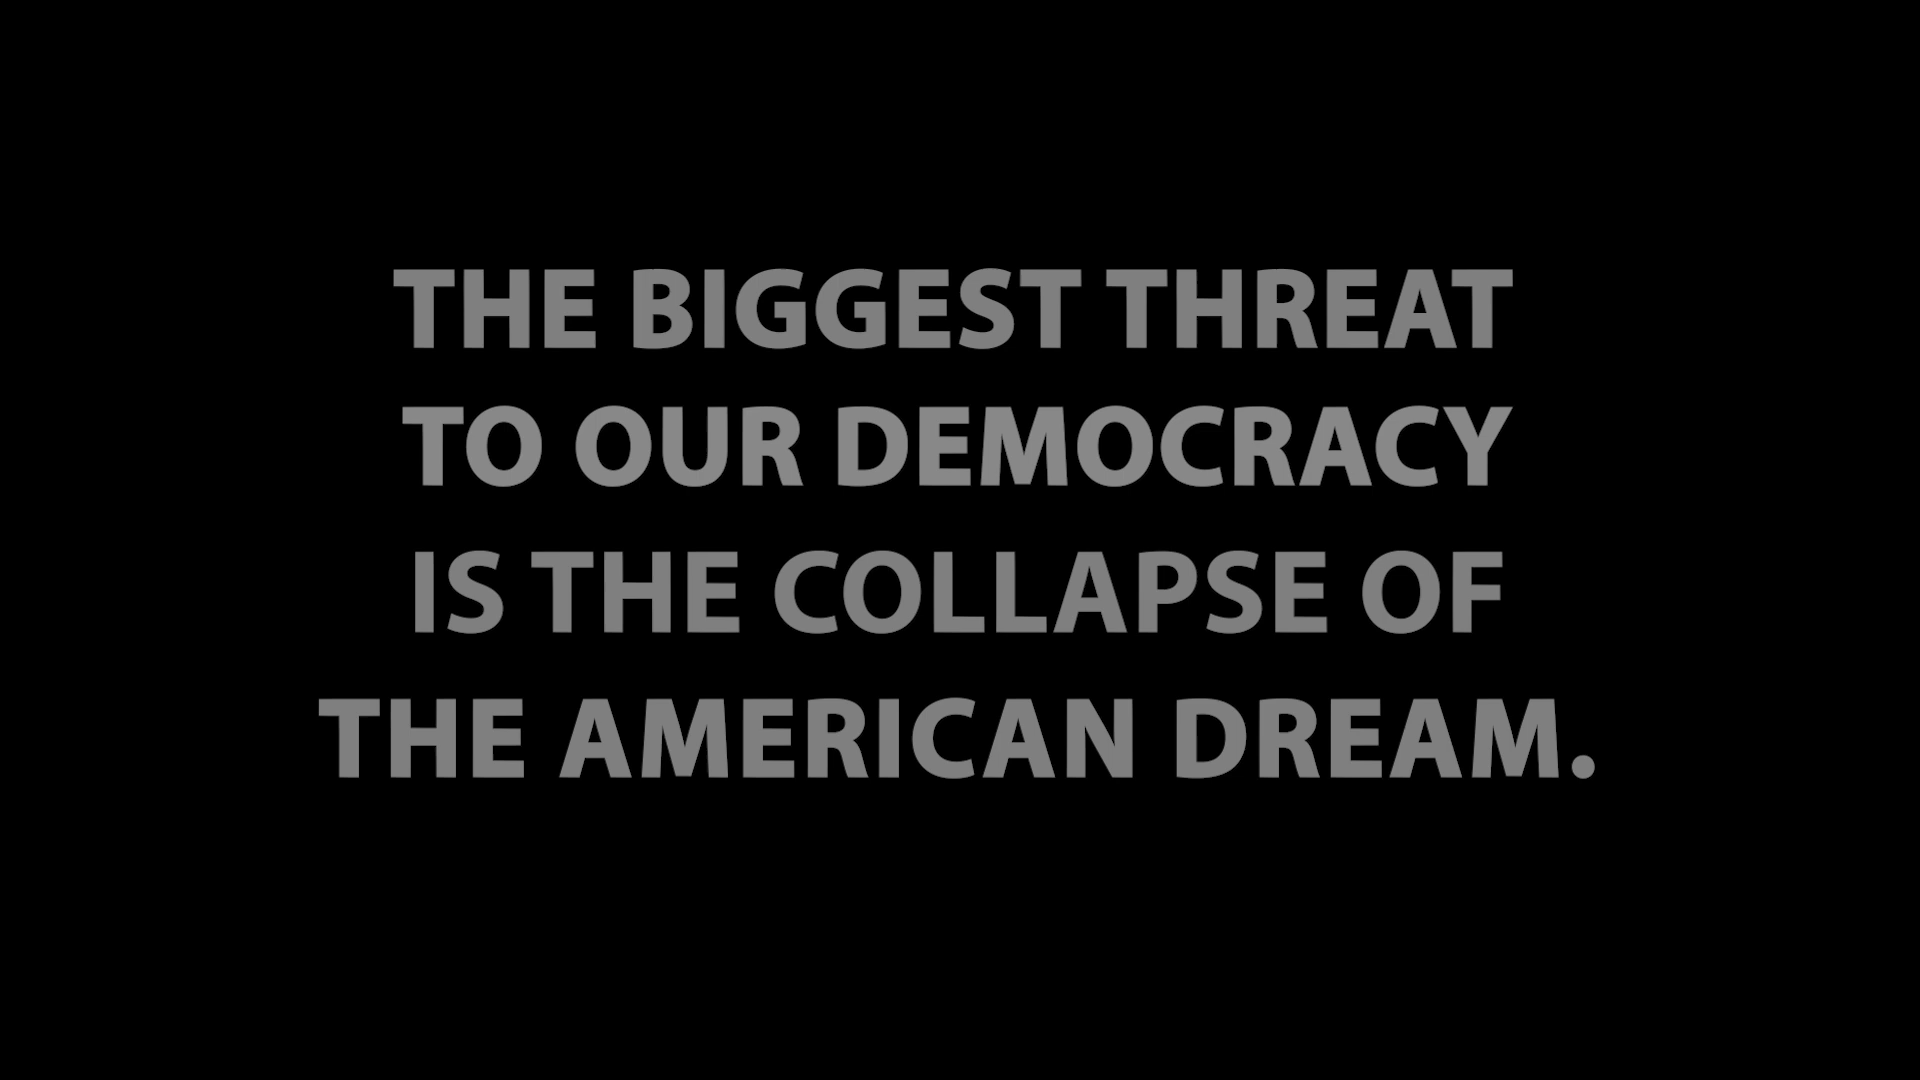 THE BIGGEST THREAT
TO OUR DEMOCRACY
IS THE COLLAPSE OF
THE AMERICAN DREAM.